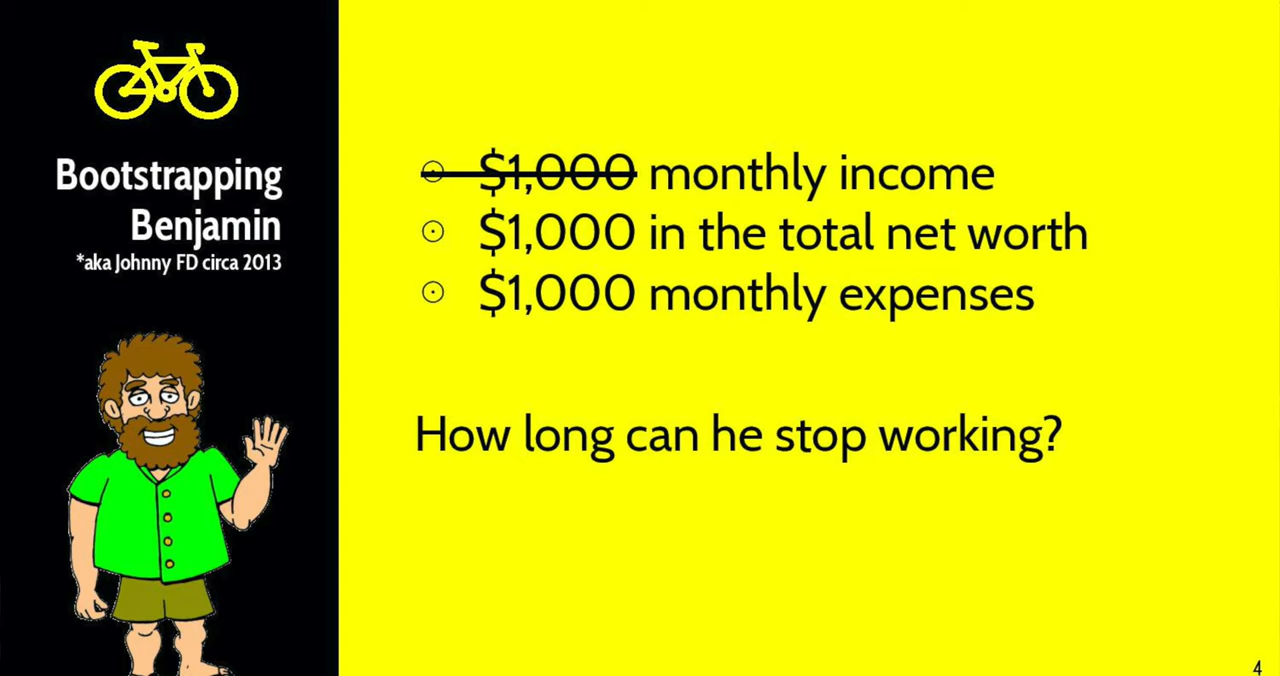 Bootstrapping
Benjamin
*aka Johnny FD circa 2013
$1,000 monthly income
$1,000 in the total net worth
$1,000 monthly expenses
How long can he stop working?
4